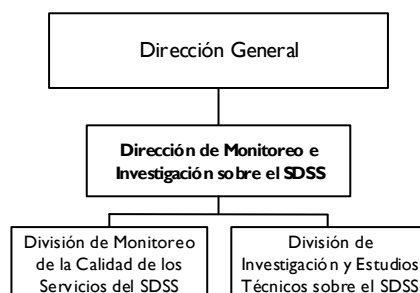 Dirección General
Dirección de Monitoreo e
Investigación sobre el SDSS
División de Monitoreo
de la Calidad de los
Servicios del SDSS
División de
Investigación y Estudios
Técnicos sobre el SDSS